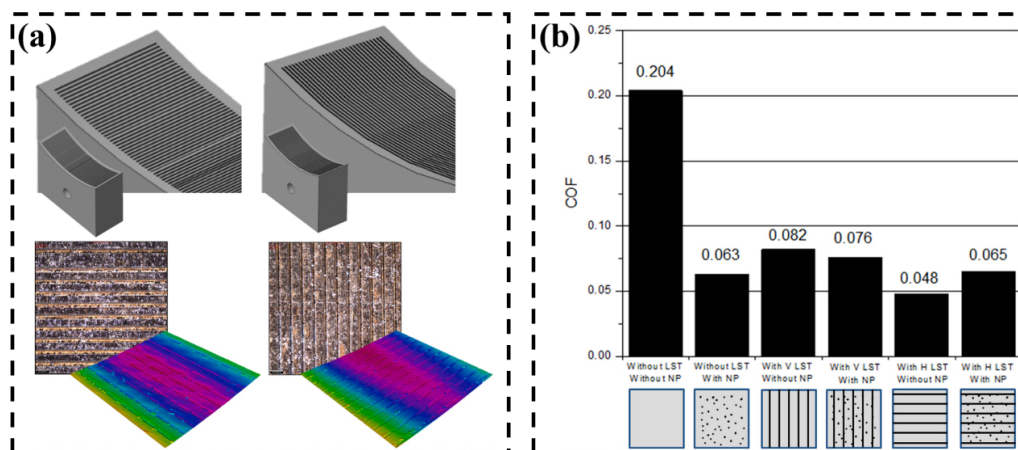 (a)
(b)
0.25
0.20
0.15
0.10
0.05
0.00
COF
0.204
0.063
0.082
0.076
0.048
0.065
Without LST
Without NP
Without LST
With NP
With V LST
Without NP
With V LST
With NP
With H LST
Without NP
With H LST
With NP